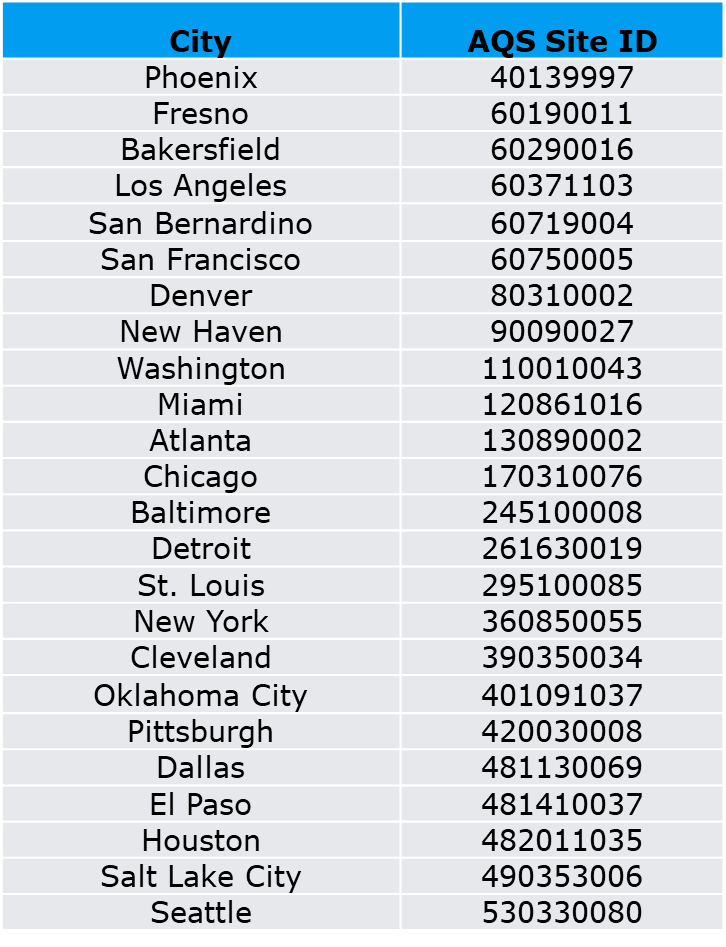 City AQS Site ID
Phoenix 40139997
Fresno 60190011
Bakersfield 60290016
Los Angeles 60371103
San Bernardino 60719004
San Francisco 60750005
Denver 80310002
New Haven 90090027
Washington 110010043
Miami 120861016
Atlanta 130890002
Chicago 170310076
Baltimore 245100008
Detroit 261630019
St. Louis 295100085
New York 360850055
Cleveland 390350034
Oklahoma City 401091037
Pittsburgh 420030008
Dallas 481130069
El Paso 481410037
Houston 482011035
Salt Lake City 490353006
Seattle 530330080